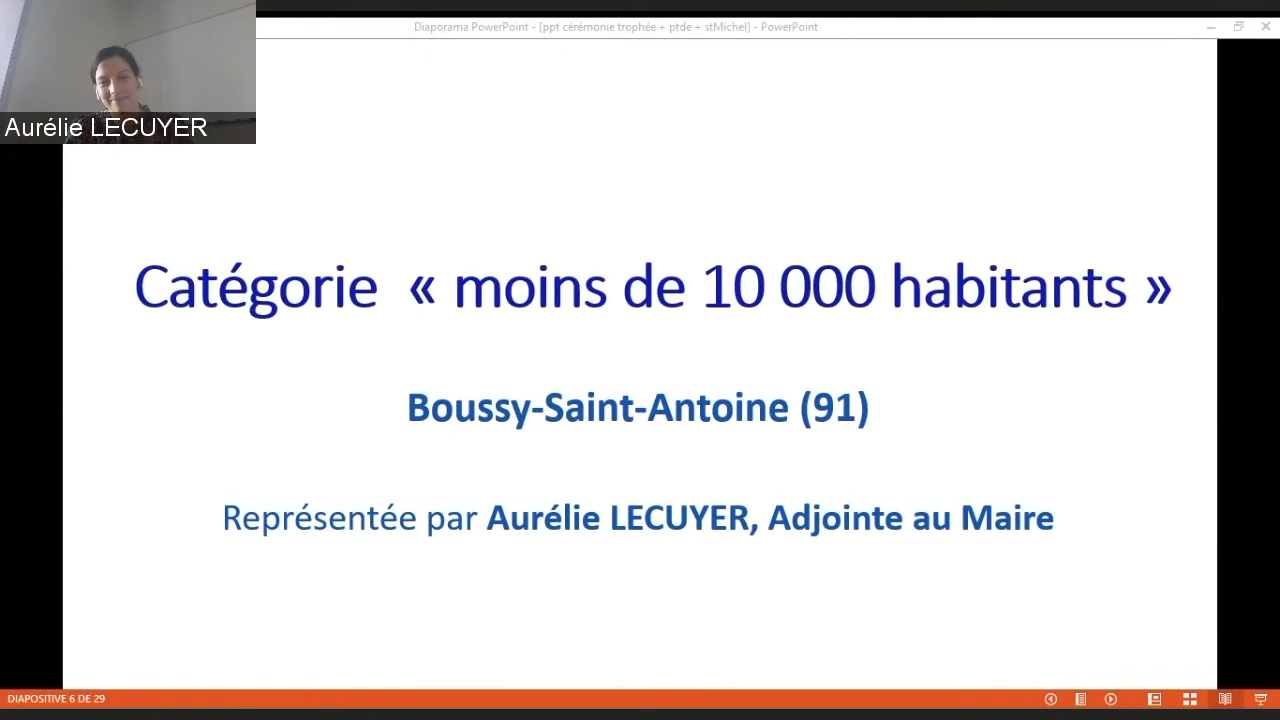 Diaporama PowerPoint - [ppt cérémonie trophée + ptde + stMichel] - PowerPoint
Aurélie LECUYER
Catégorie « moins de 10 000 habitants »
Boussy-Saint-Antoine (91)
Représentée par Aurélie LECUYER, Adjointe au Maire
DIAPOSITIVE 6 DE 29